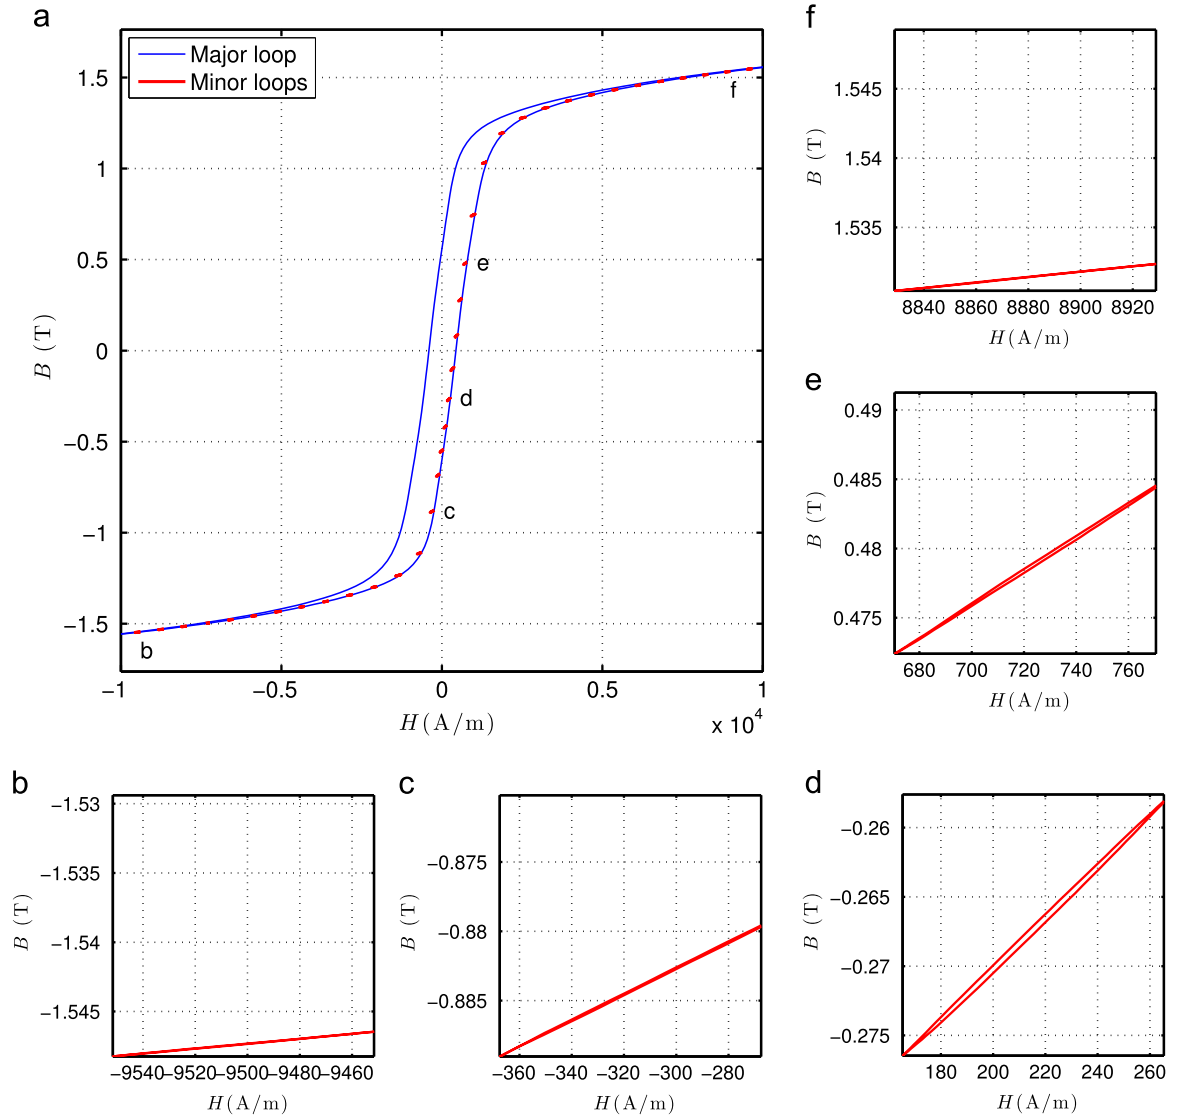 a
Major loop
Minor loops
1.5
1
0.5
0
−0.5
−1
−1.5
B (T)
b
c
d
e
f
−1 −0.5 0 0.5 1
H(A/m)
x 10⁴
f
1.545
1.54
1.535
B (T)
8840 8860 8880 8900 8920
H(A/m)
e
0.49
0.485
0.48
0.475
B (T)
680 700 720 740 760
H(A/m)
b
−1.53
−1.535
−1.54
−1.545
B (T)
−9540−9520−9500−9480−9460
H(A/m)
c
−0.875
−0.88
−0.885
B (T)
−360 −340 −320 −300 −280
H(A/m)
d
−0.26
−0.265
−0.27
−0.275
B (T)
180 200 220 240 260
H(A/m)